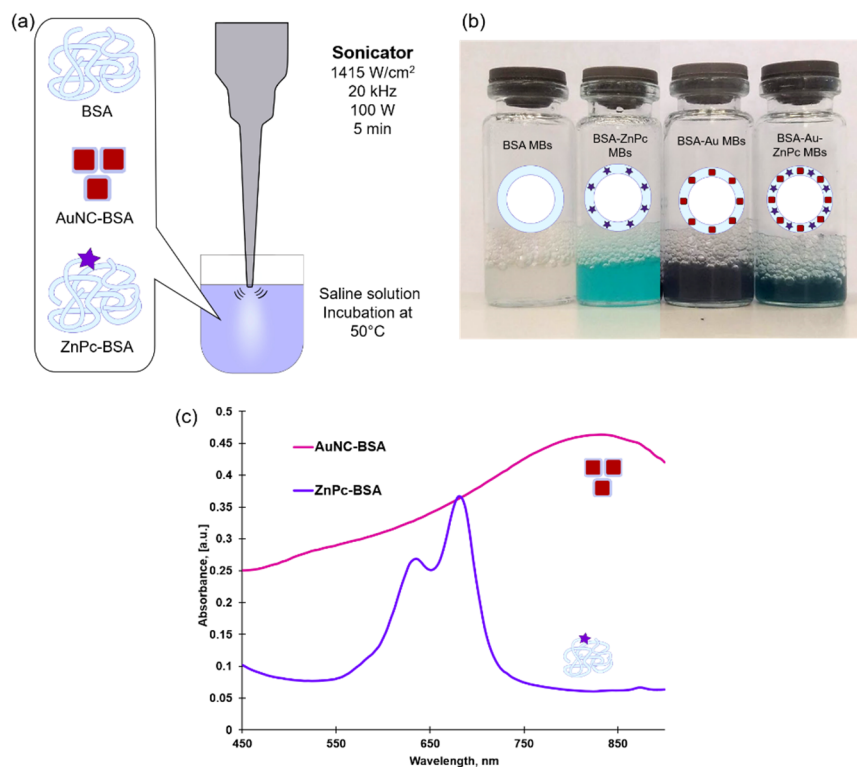 (a)
BSA
AuNC-BSA
ZnPc-BSA
Sonicator
1415 W/cm²
20 kHz
100 W
5 min
Saline solution
Incubation at
50°C
(b)
BSA MBs
BSA-ZnPc
MBs
BSA-Au MBs
BSA-Au-
ZnPc MBs
(c)
AuNC-BSA
ZnPc-BSA
Absorbance, [a.u.]
0.5
0.45
0.4
0.35
0.3
0.25
0.2
0.15
0.1
0.05
0
450
550
650
750
850
Wavelength, nm